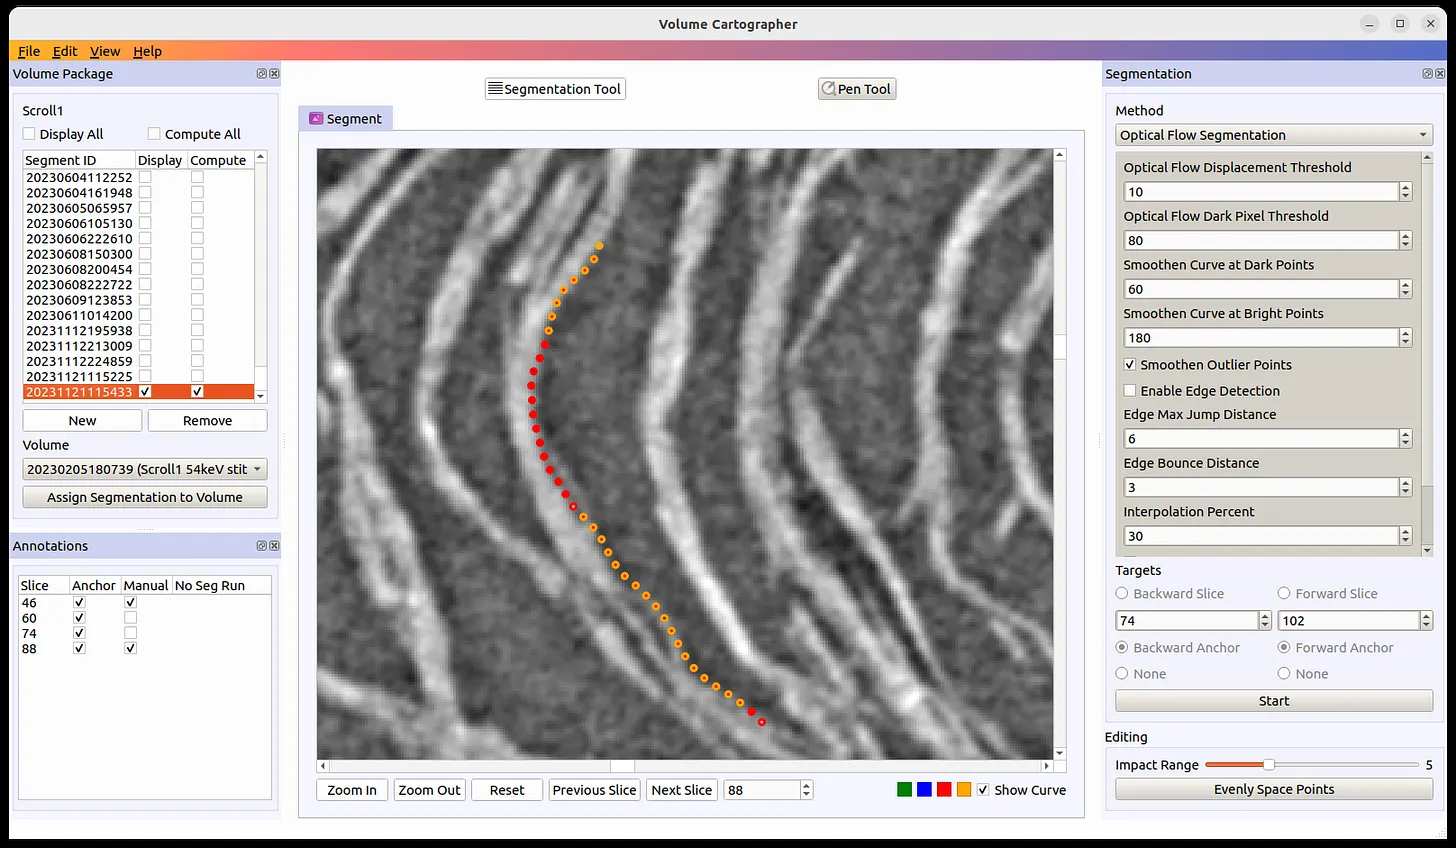 Volume Cartographer
File Edit View Help
Volume Package
Scroll1
Display All Compute All
Segment ID Display Compute
20230604112252
20230604161948
20230605065957
20230606105130
20230606222610
20230608150300
20230608200454
20230608222722
20230609123853
20230611014200
20231112195938
20231112213009
20231112224859
20231121115225
20231121115433
New Remove
Volume
20230205180739 (Scroll1 54keV stit
Assign Segmentation to Volume
Annotations
Slice Anchor Manual No Seg Run
46
60
74
88
Segmentation Tool Pen Tool
Segment
Zoom In Zoom Out Reset Previous Slice Next Slice 88 Show Curve
Segmentation
Method
Optical Flow Segmentation
Optical Flow Displacement Threshold
10
Optical Flow Dark Pixel Threshold
80
Smoothen Curve at Dark Points
60
Smoothen Curve at Bright Points
180
Smoothen Outlier Points
Enable Edge Detection
Edge Max Jump Distance
6
Edge Bounce Distance
3
Interpolation Percent
30
Targets
Backward Slice Forward Slice
74 102
Backward Anchor Forward Anchor
None None
Start
Editing
Impact Range 5
Evenly Space Points